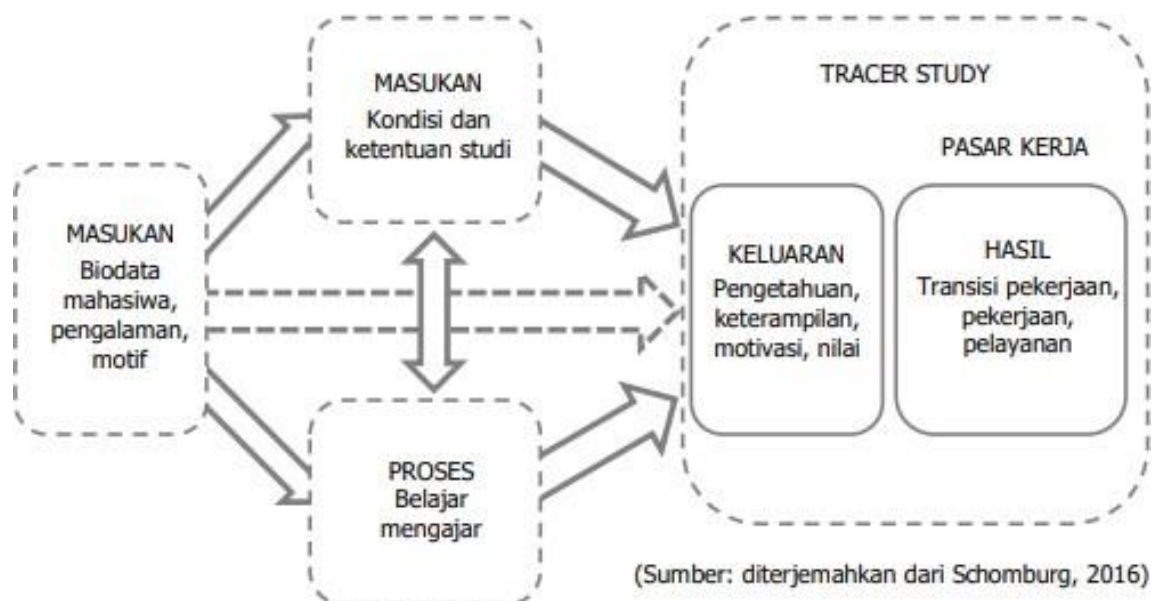 MASUKAN
Biodata
mahasiwa,
pengalaman,
motif
MASUKAN
Kondisi dan
ketentuan studi
PROSES
Belajar
mengajar
TRACER STUDY
PASAR KERJA
KELUARAN
Pengetahuan,
keterampilan,
motivasi, nilai
HASIL
Transisi pekerjaan,
pekerjaan,
pelayanan
(Sumber: diterjemahkan dari Schomburg, 2016)